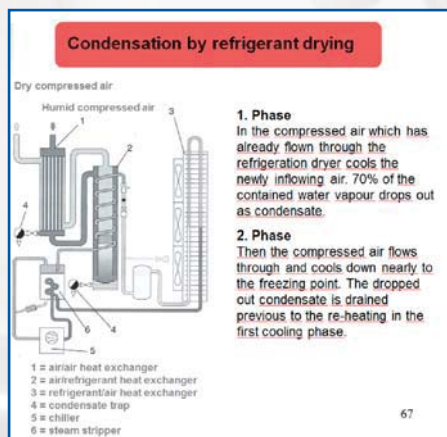 Condensation by refrigerant drying
Dry compressed air
Humid compressed air
1
2
3
4
4
6
5
1. Phase
In the compressed air which has
already flown through the
refrigeration dryer cools the
newly inflowing air. 70% of the
contained water vapour drops out
as condensate.
2. Phase
Then the compressed air flows
through and cools down nearly to
the freezing point. The dropped
out condensate is drained
previous to the re-heating in the
first cooling phase.
1 = air/air heat exchanger
2 = air/refrigerant heat exchanger
3 = refrigerant/air heat exchanger
4 = condensate trap
5 = chiller
6 = steam stripper
67